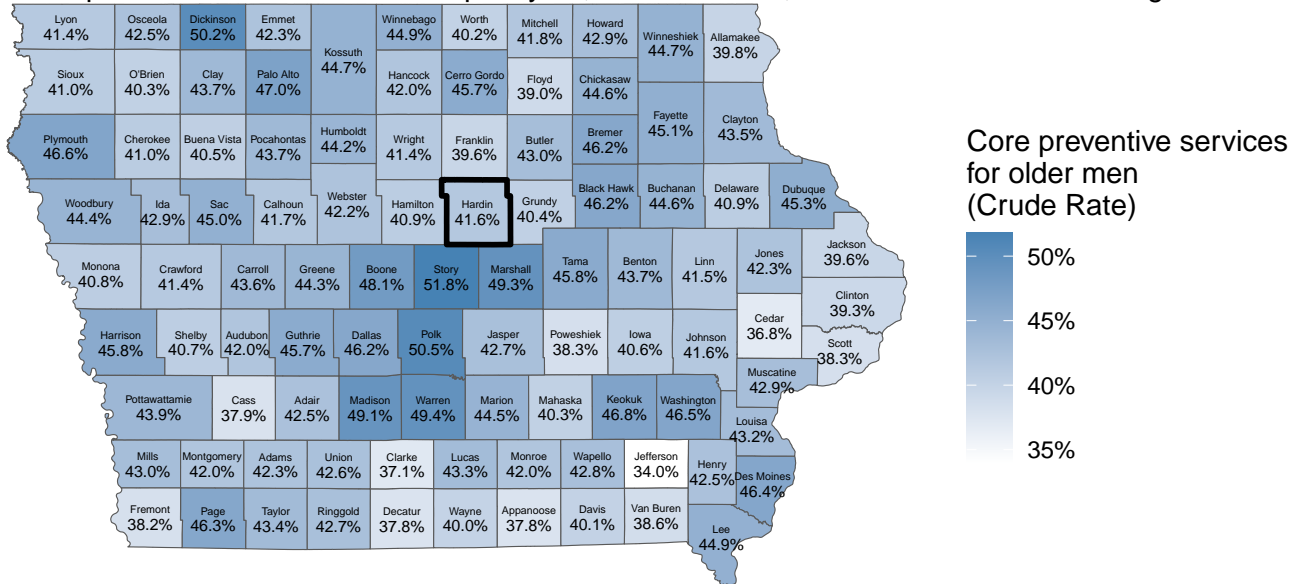 Lyon
41.4%
Osceola
42.5%
Dickinson
50.2%
Emmet
42.3%
Kossuth
44.7%
Winnebago
44.9%
Worth
40.2%
Mitchell
41.8%
Howard
42.9%
Winneshiek
44.7%
Allamakee
39.8%
Sioux
41.0%
O'Brien
40.3%
Clay
43.7%
Palo Alto
47.0%
Hancock
42.0%
Cerro Gordo
45.7%
Floyd
39.0%
Chickasaw
44.6%
Fayette
45.1%
Clayton
43.5%
Plymouth
46.6%
Cherokee
41.0%
Buena Vista
40.5%
Pocahontas
43.7%
Humboldt
44.2%
Wright
41.4%
Franklin
39.6%
Butler
43.0%
Bremer
46.2%
Woodbury
44.4%
Ida
42.9%
Sac
45.0%
Calhoun
41.7%
Webster
42.2%
Hamilton
40.9%
Hardin
41.6%
Grundy
40.4%
Black Hawk
46.2%
Buchanan
44.6%
Delaware
40.9%
Dubuque
45.3%
Monona
40.8%
Crawford
41.4%
Carroll
43.6%
Greene
44.3%
Boone
48.1%
Story
51.8%
Marshall
49.3%
Tama
45.8%
Benton
43.7%
Linn
41.5%
Jones
42.3%
Jackson
39.6%
Clinton
39.3%
Harrison
45.8%
Shelby
40.7%
Audubon
42.0%
Guthrie
45.7%
Dallas
46.2%
Polk
50.5%
Jasper
42.7%
Poweshiek
38.3%
Iowa
40.6%
Johnson
41.6%
Cedar
36.8%
Scott
38.3%
Muscatine
42.9%
Pottawattamie
43.9%
Cass
37.9%
Adair
42.5%
Madison
49.1%
Warren
49.4%
Marion
44.5%
Mahaska
40.3%
Keokuk
46.8%
Washington
46.5%
Louisa
43.2%
Mills
43.0%
Montgomery
42.0%
Adams
42.3%
Union
42.6%
Clarke
37.1%
Lucas
43.3%
Monroe
42.0%
Wapello
42.8%
Jefferson
34.0%
Henry
42.5%
Des Moines
46.4%
Fremont
38.2%
Page
46.3%
Taylor
43.4%
Ringgold
42.7%
Decatur
37.8%
Wayne
40.0%
Appanoose
37.8%
Davis
40.1%
Van Buren
38.6%
Lee
44.9%
Core preventive services
for older men
(Crude Rate)
50%
45%
40%
35%